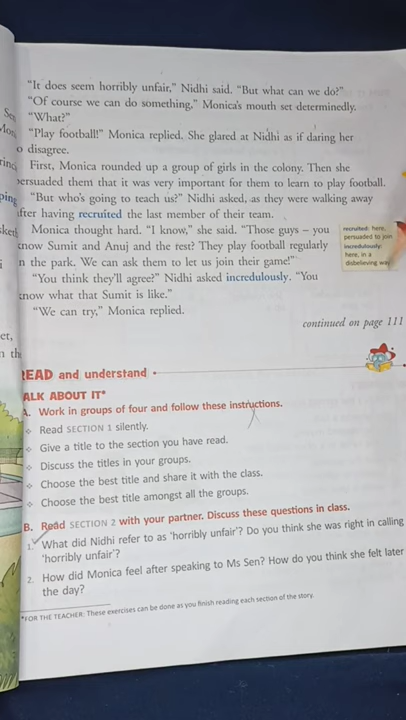 "It does seem horribly unfair," Nidhi said. "But what can we do?"
"Of course we can do something," Monica's mouth set determinedly.
"What?"
"Play football!" Monica replied. She glared at Nidhi as if daring her
to disagree.
First, Monica rounded up a group of girls in the colony. Then she
persuaded them that it was very important for them to learn to play football.
"But who's going to teach us?" Nidhi asked, as they were walking away
after having recruited the last member of their team.
Monica thought hard. "I know," she said. "Those guys – you
know Sumit and Anuj and the rest? They play football regularly
in the park. We can ask them to let us join their game!"
"You think they'll agree?" Nidhi asked incredulously. "You
know what that Sumit is like."
"We can try," Monica replied.
recruited: here,
persuaded to join
incredulously:
here, in a
disbelieving way
continued on page 111
READ and understand
TALK ABOUT IT*
A. Work in groups of four and follow these instructions.
Read SECTION 1 silently.
Give a title to the section you have read.
Discuss the titles in your groups.
Choose the best title and share it with the class.
Choose the best title amongst all the groups.
B. Read SECTION 2 with your partner. Discuss these questions in class.
1. What did Nidhi refer to as 'horribly unfair'? Do you think she was right in calling
'horribly unfair'?
2. How did Monica feel after speaking to Ms Sen? How do you think she felt later
the day?
*FOR THE TEACHER: These exercises can be done as you finish reading each section of the story.